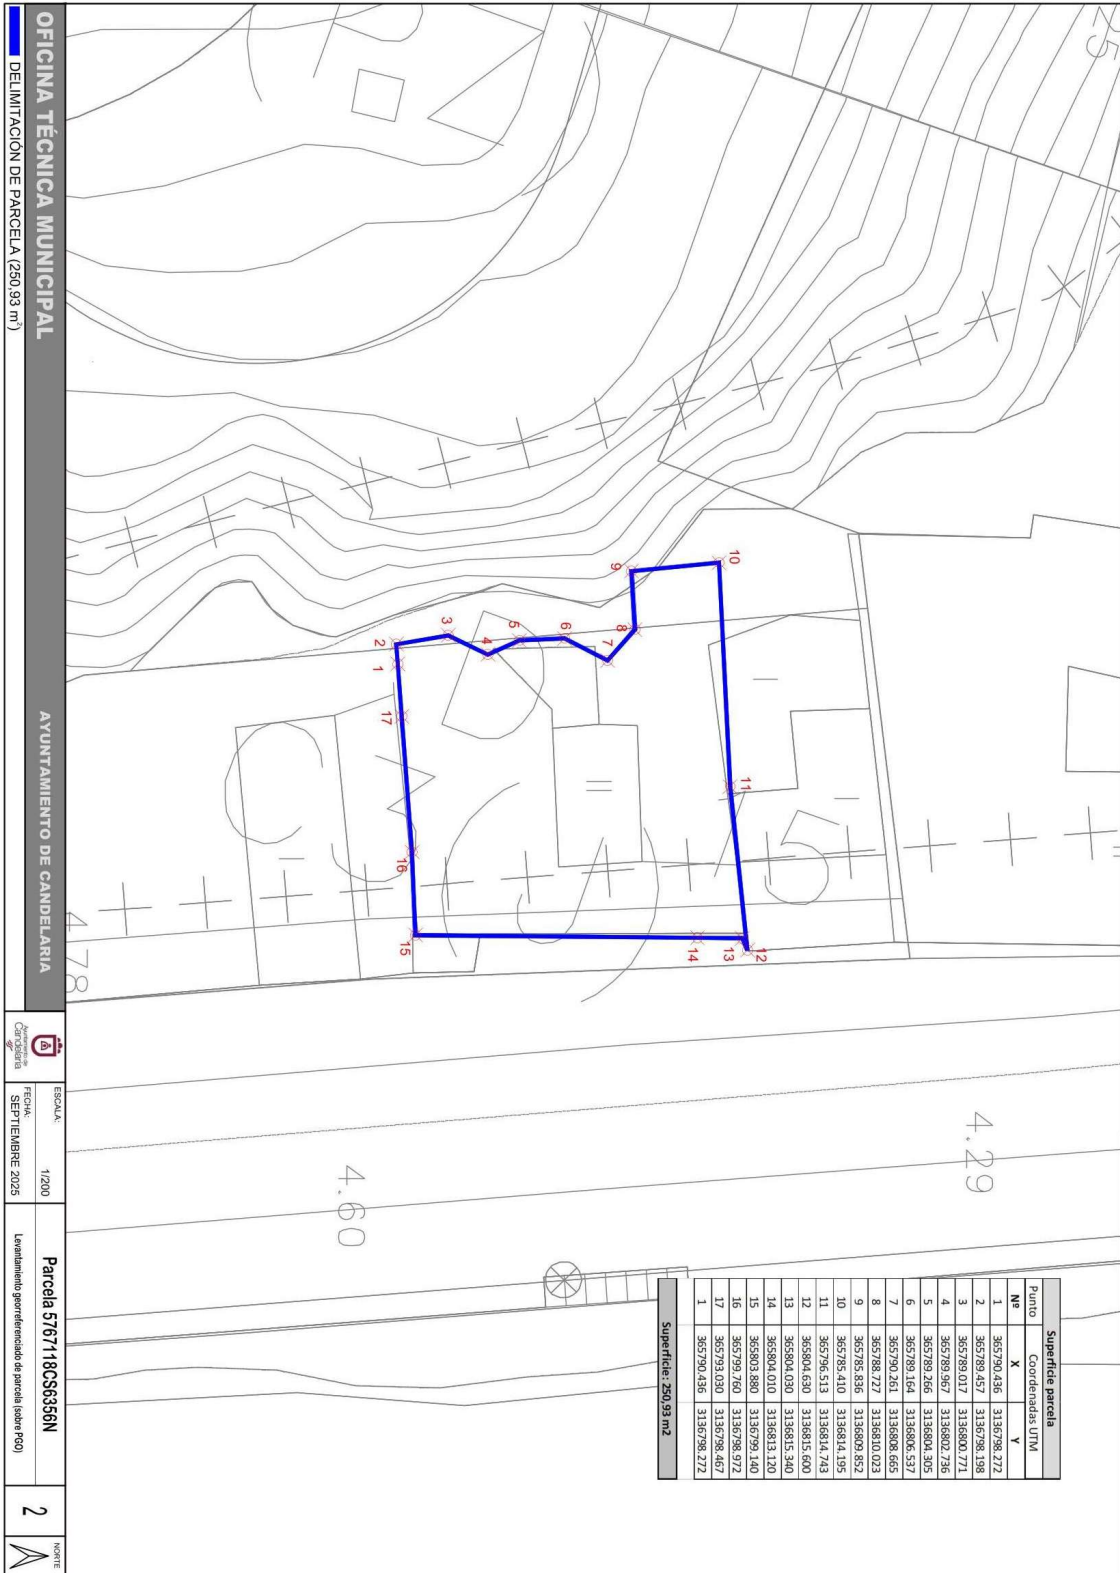 25
10
9
8
7
6
5
4
3
2
1
17
16
15
14
13
12
11
I
II
I
I
4.78
4.29
4.60
Superficie parcela
Punto Coordenadas UTM
Nº X Y
1 365790.436 3136798.272
2 365789.457 3136798.198
3 365789.017 3136800.771
4 365789.967 3136802.736
5 365789.266 3136804.305
6 365789.164 3136806.537
7 365790.261 3136808.665
8 365788.727 3136810.023
9 365785.836 3136809.852
10 365785.410 3136814.195
11 365796.513 3136814.743
12 365804.630 3136815.600
13 365804.030 3136815.340
14 365804.010 3136813.120
15 365803.880 3136799.140
16 365799.760 3136798.972
17 365793.030 3136798.467
1 365790.436 3136798.272
Superficie: 250,93 m2
OFICINA TÉCNICA MUNICIPAL AYUNTAMIENTO DE CANDELARIA
DELIMITACIÓN DE PARCELA (250,93 m²)
Ayuntamiento de
Candelaria
ESCALA: 1/200
FECHA:
SEPTIEMBRE 2025
Parcela 5767118CS6356N
Levantamiento georreferenciado de parcela (sobre PGO)
2
NORTE